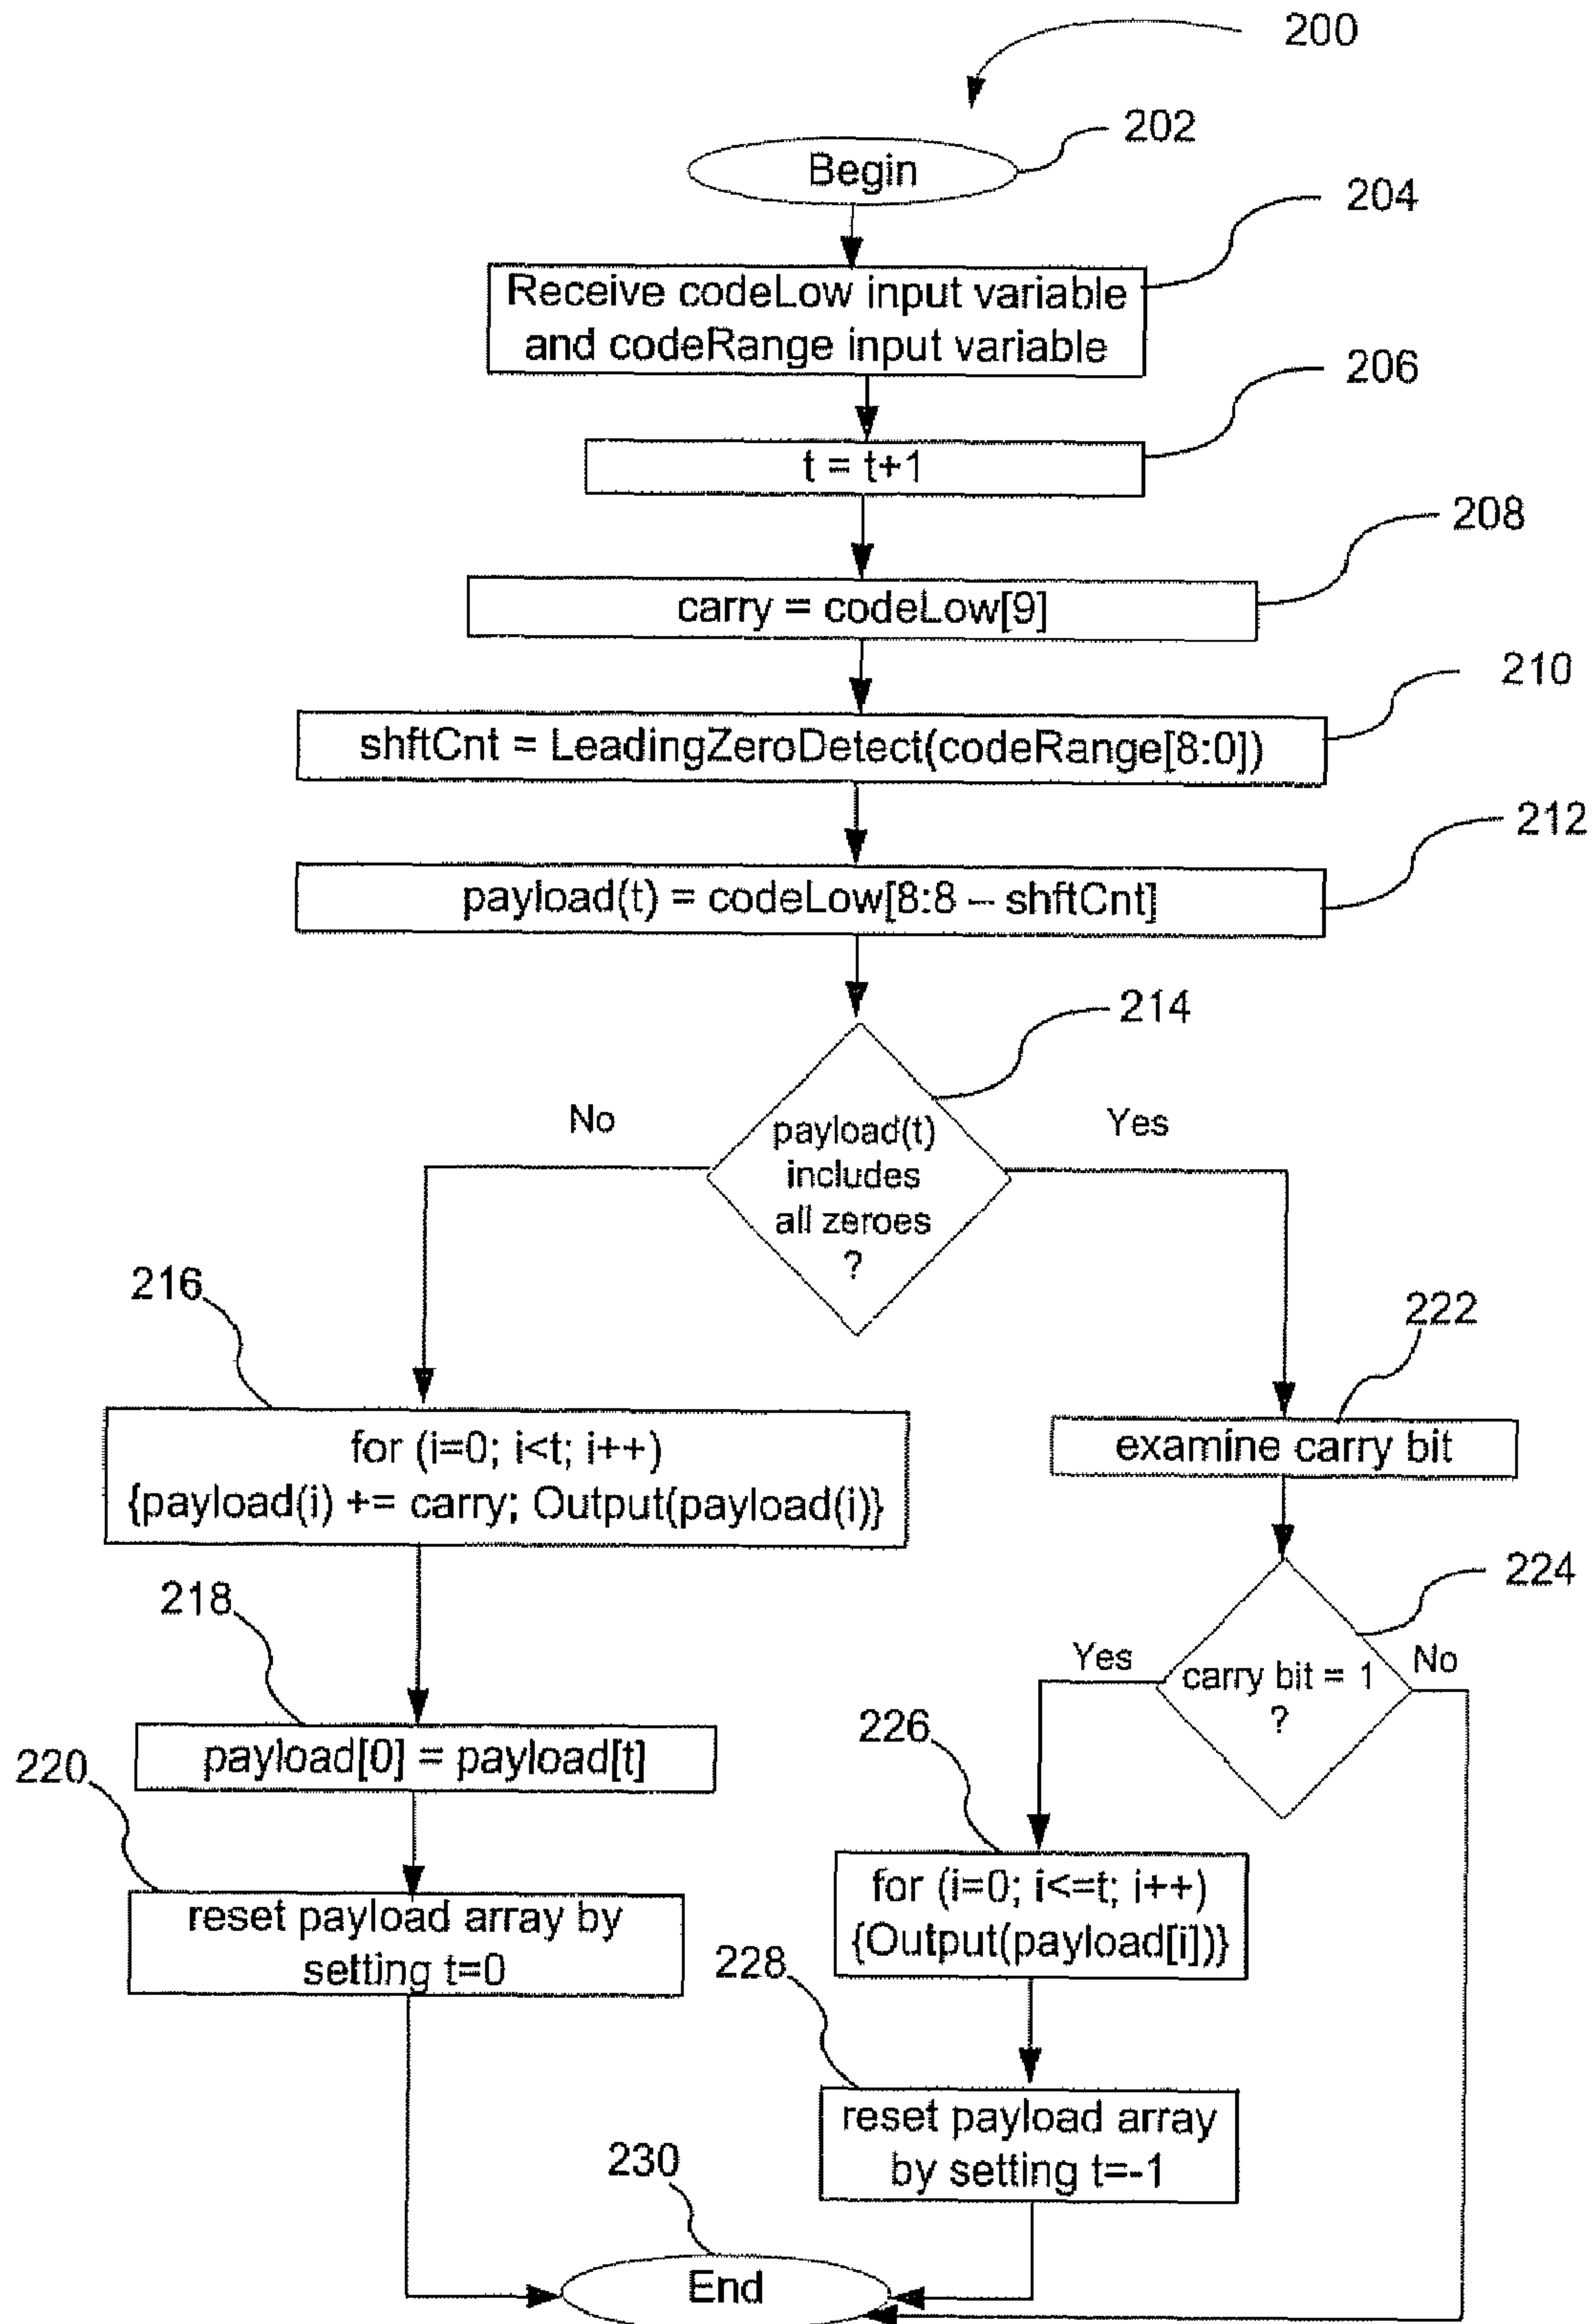 200
202
Begin
204
Receive codeLow input variable
and codeRange input variable
206
t = t+1
208
carry = codeLow[9]
210
shftCnt = LeadingZeroDetect(codeRange[8:0])
212
payload(t) = codeLow[8:8 – shftCnt]
214
No
Yes
payload(t)
includes
all zeroes
?
216
222
for (i=0; i<t; i++)
{payload(i) += carry; Output(payload(i)}
examine carry bit
218
224
Yes
No
carry bit = 1
?
220
payload[0] = payload[t]
226
reset payload array by
setting t=0
for (i=0; i<=t; i++)
{Output(payload[i])}
228
reset payload array
by setting t=-1
230
End